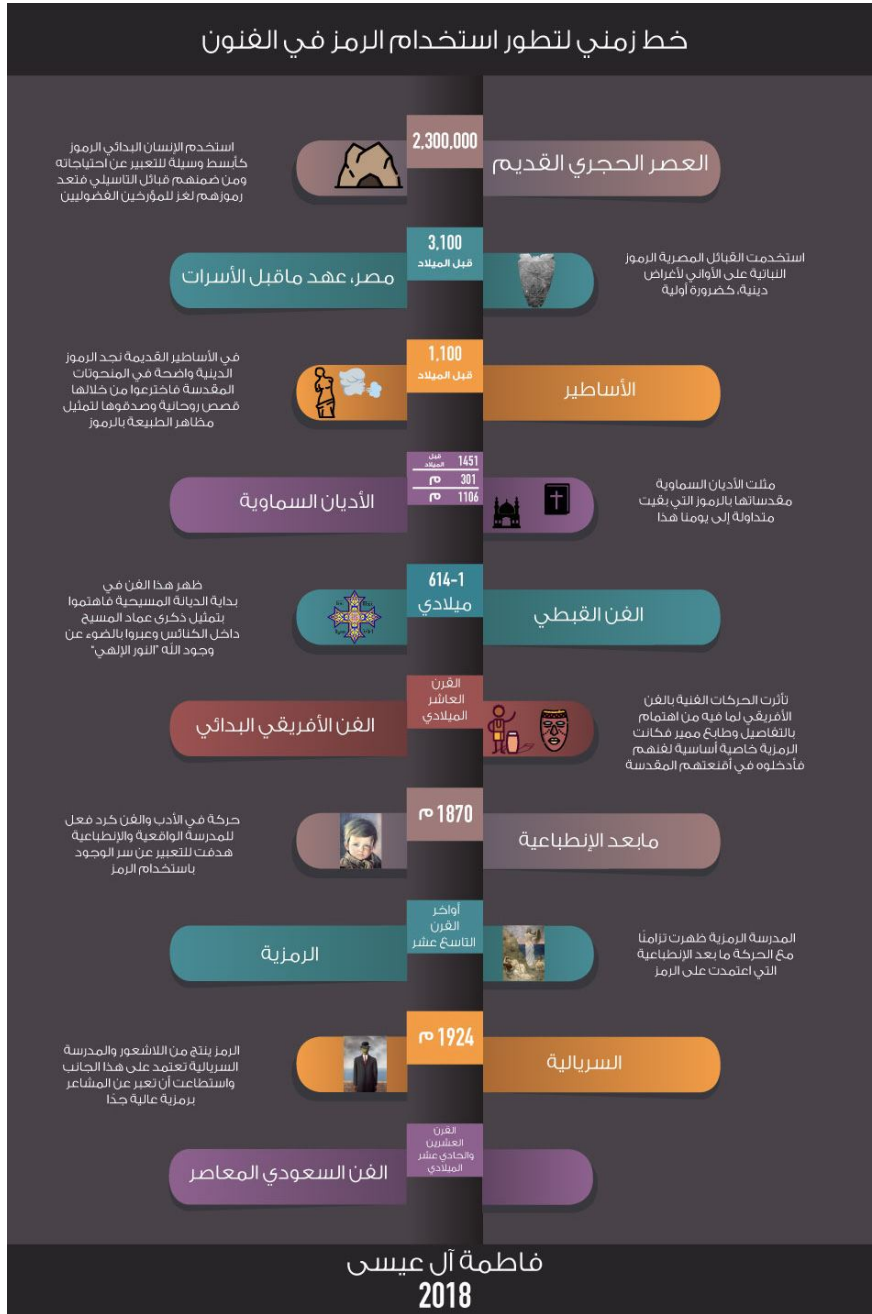 خط زمني لتطور استخدام الرمز في الفنون
2,300,000
العصر الحجري القديم
استخدم الإنسان البدائي الرموز
كأبسط وسيلة للتعبير عن احتياجاته
ومن ضمنهم قبائل التاسيلي فتعد
رموزهم لغز للمؤرخين الفضوليين
3,100
قبل الميلاد
مصر، عهد ماقبل الأسرات
استخدمت القبائل المصرية الرموز
النباتية على الأواني لأغراض
دينية، كضرورة أولية
1,100
قبل الميلاد
الأساطير
في الأساطير القديمة نجد الرموز
الدينية واضحة في المنحوتات
المقدسة فاخترعوا من خلالها
قصص روحانية وصدقوها لتمثيل
مظاهر الطبيعة بالرموز
1451 قبل الميلاد
301 م
1106 م
الأديان السماوية
مثلت الأديان السماوية
مقدساتها بالرموز التي بقيت
متداولة إلى يومنا هذا
614-1
ميلادي
الفن القبطي
ظهر هذا الفن في
بداية الديانة المسيحية فاهتموا
بتمثيل ذكرى عماد المسيح
داخل الكنائس وعبروا بالضوء عن
وجود الله "النور الإلهي"
القرن
العاشر
الميلادي
الفن الأفريقي البدائي
تأثرت الحركات الفنية بالفن
الأفريقي لما فيه من اهتمام
بالتفاصيل وطابع مميز فكانت
الرمزية خاصية أساسية لفنهم
فأدخلوه في أقنعتهم المقدسة
1870 م
مابعد الإنطباعية
حركة في الأدب والفن كرد فعل
للمدرسة الواقعية والإنطباعية
هدفت للتعبير عن سر الوجود
باستخدام الرمز
أواخر
القرن
التاسع عشر
الرمزية
المدرسة الرمزية ظهرت تزامنًا
مع الحركة ما بعد الإنطباعية
التي اعتمدت على الرمز
1924 م
السريالية
الرمز ينتج من اللاشعور والمدرسة
السريالية تعتمد على هذا الجانب
واستطاعت أن تعبر عن المشاعر
برمزية عالية جدًا
القرن
العشرين
والحادي عشر
الميلادي
الفن السعودي المعاصر
فاطمة آل عيسى
2018